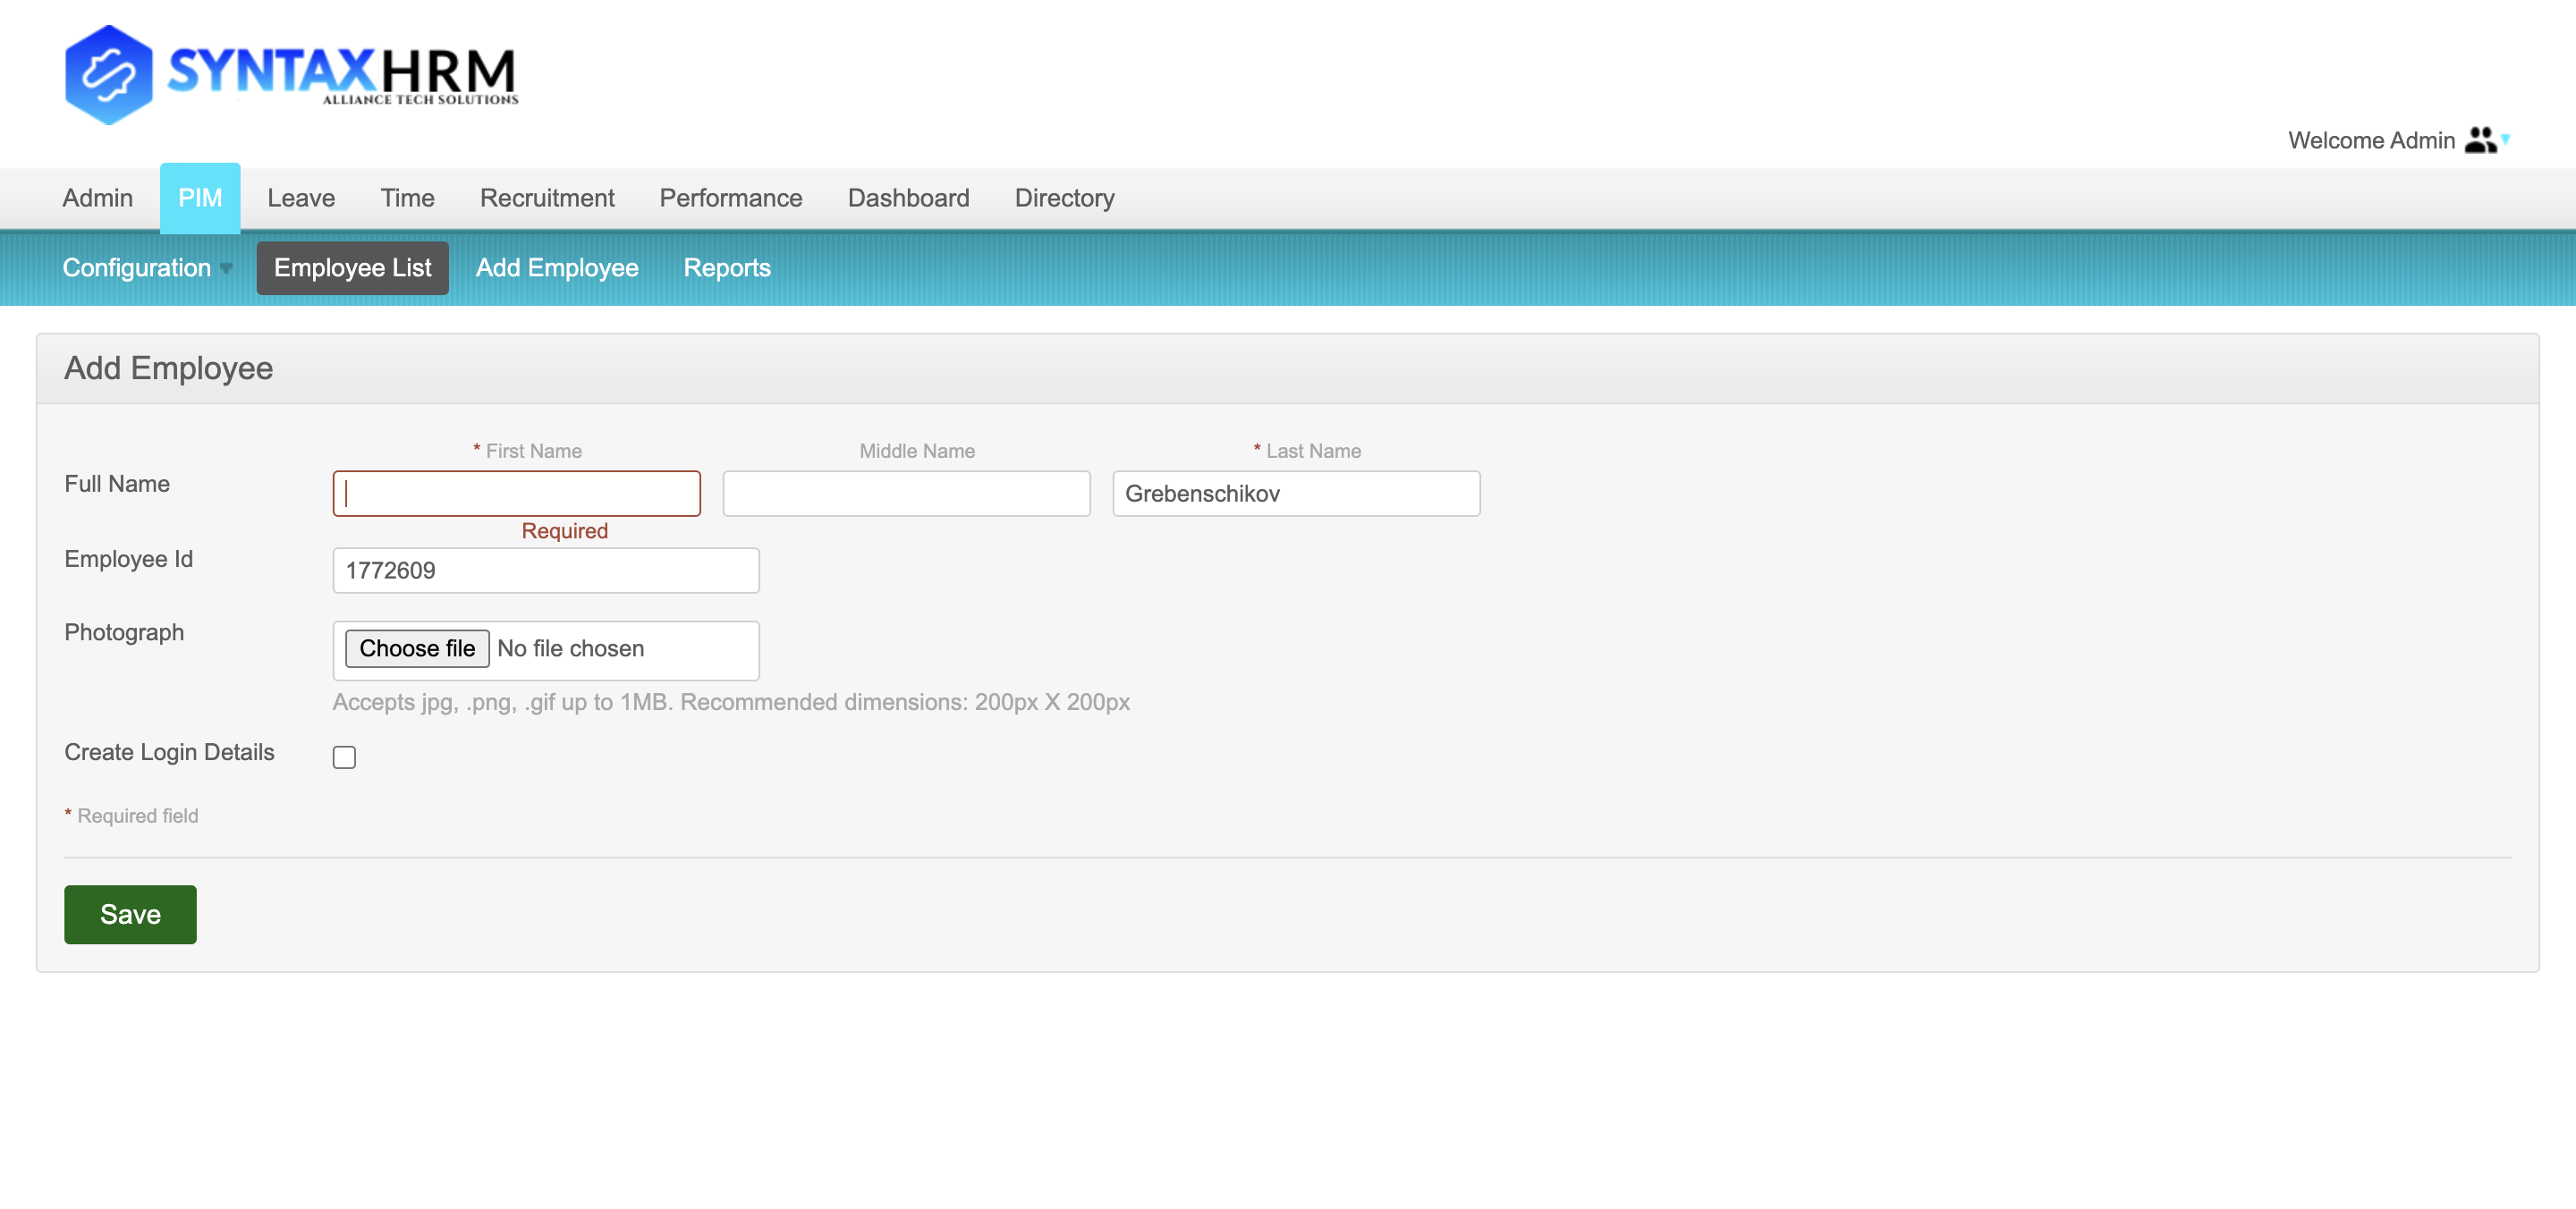 SYNTAXHRM
ALLIANCE TECH SOLUTIONS
Welcome Admin
Admin PIM Leave Time Recruitment Performance Dashboard Directory
Configuration Employee List Add Employee Reports
Add Employee
* First Name Middle Name * Last Name
Full Name Grebenschikov
Required
Employee Id 1772609
Photograph Choose file No file chosen
Accepts jpg, .png, .gif up to 1MB. Recommended dimensions: 200px X 200px
Create Login Details
* Required field
Save